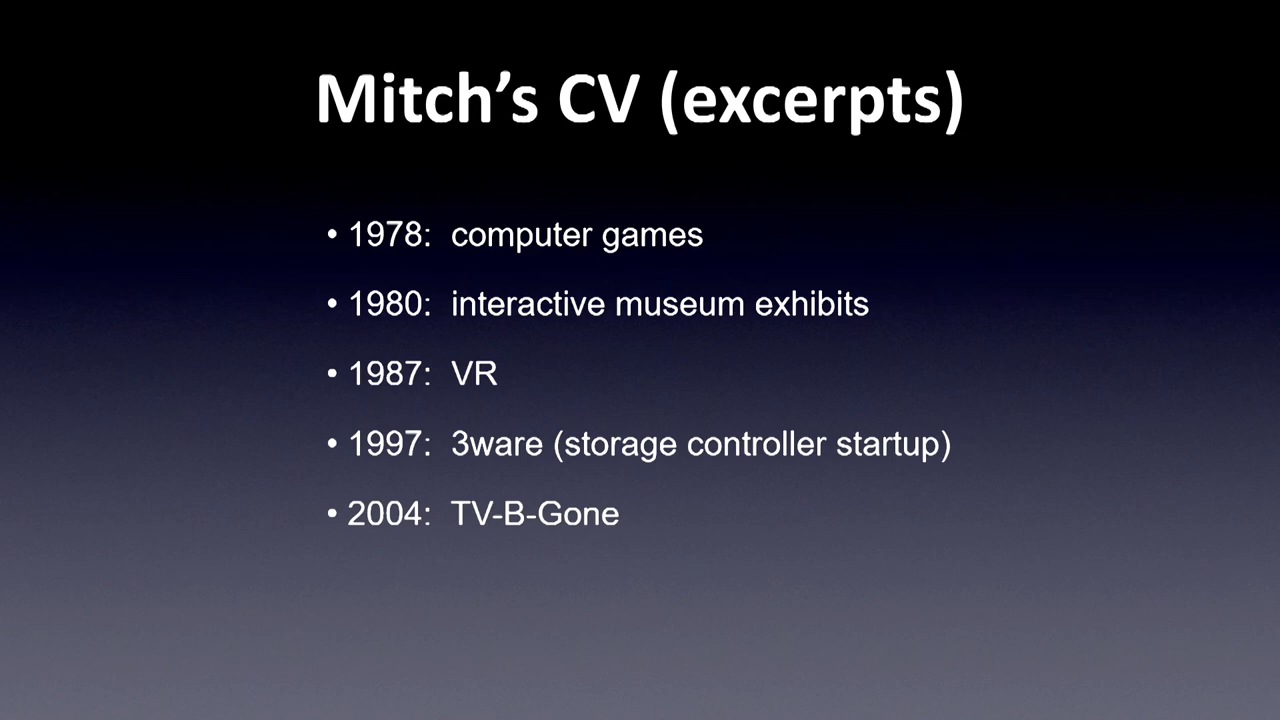 Mitch’s CV (excerpts)
• 1978: computer games
• 1980: interactive museum exhibits
• 1987: VR
• 1997: 3ware (storage controller startup)
• 2004: TV-B-Gone